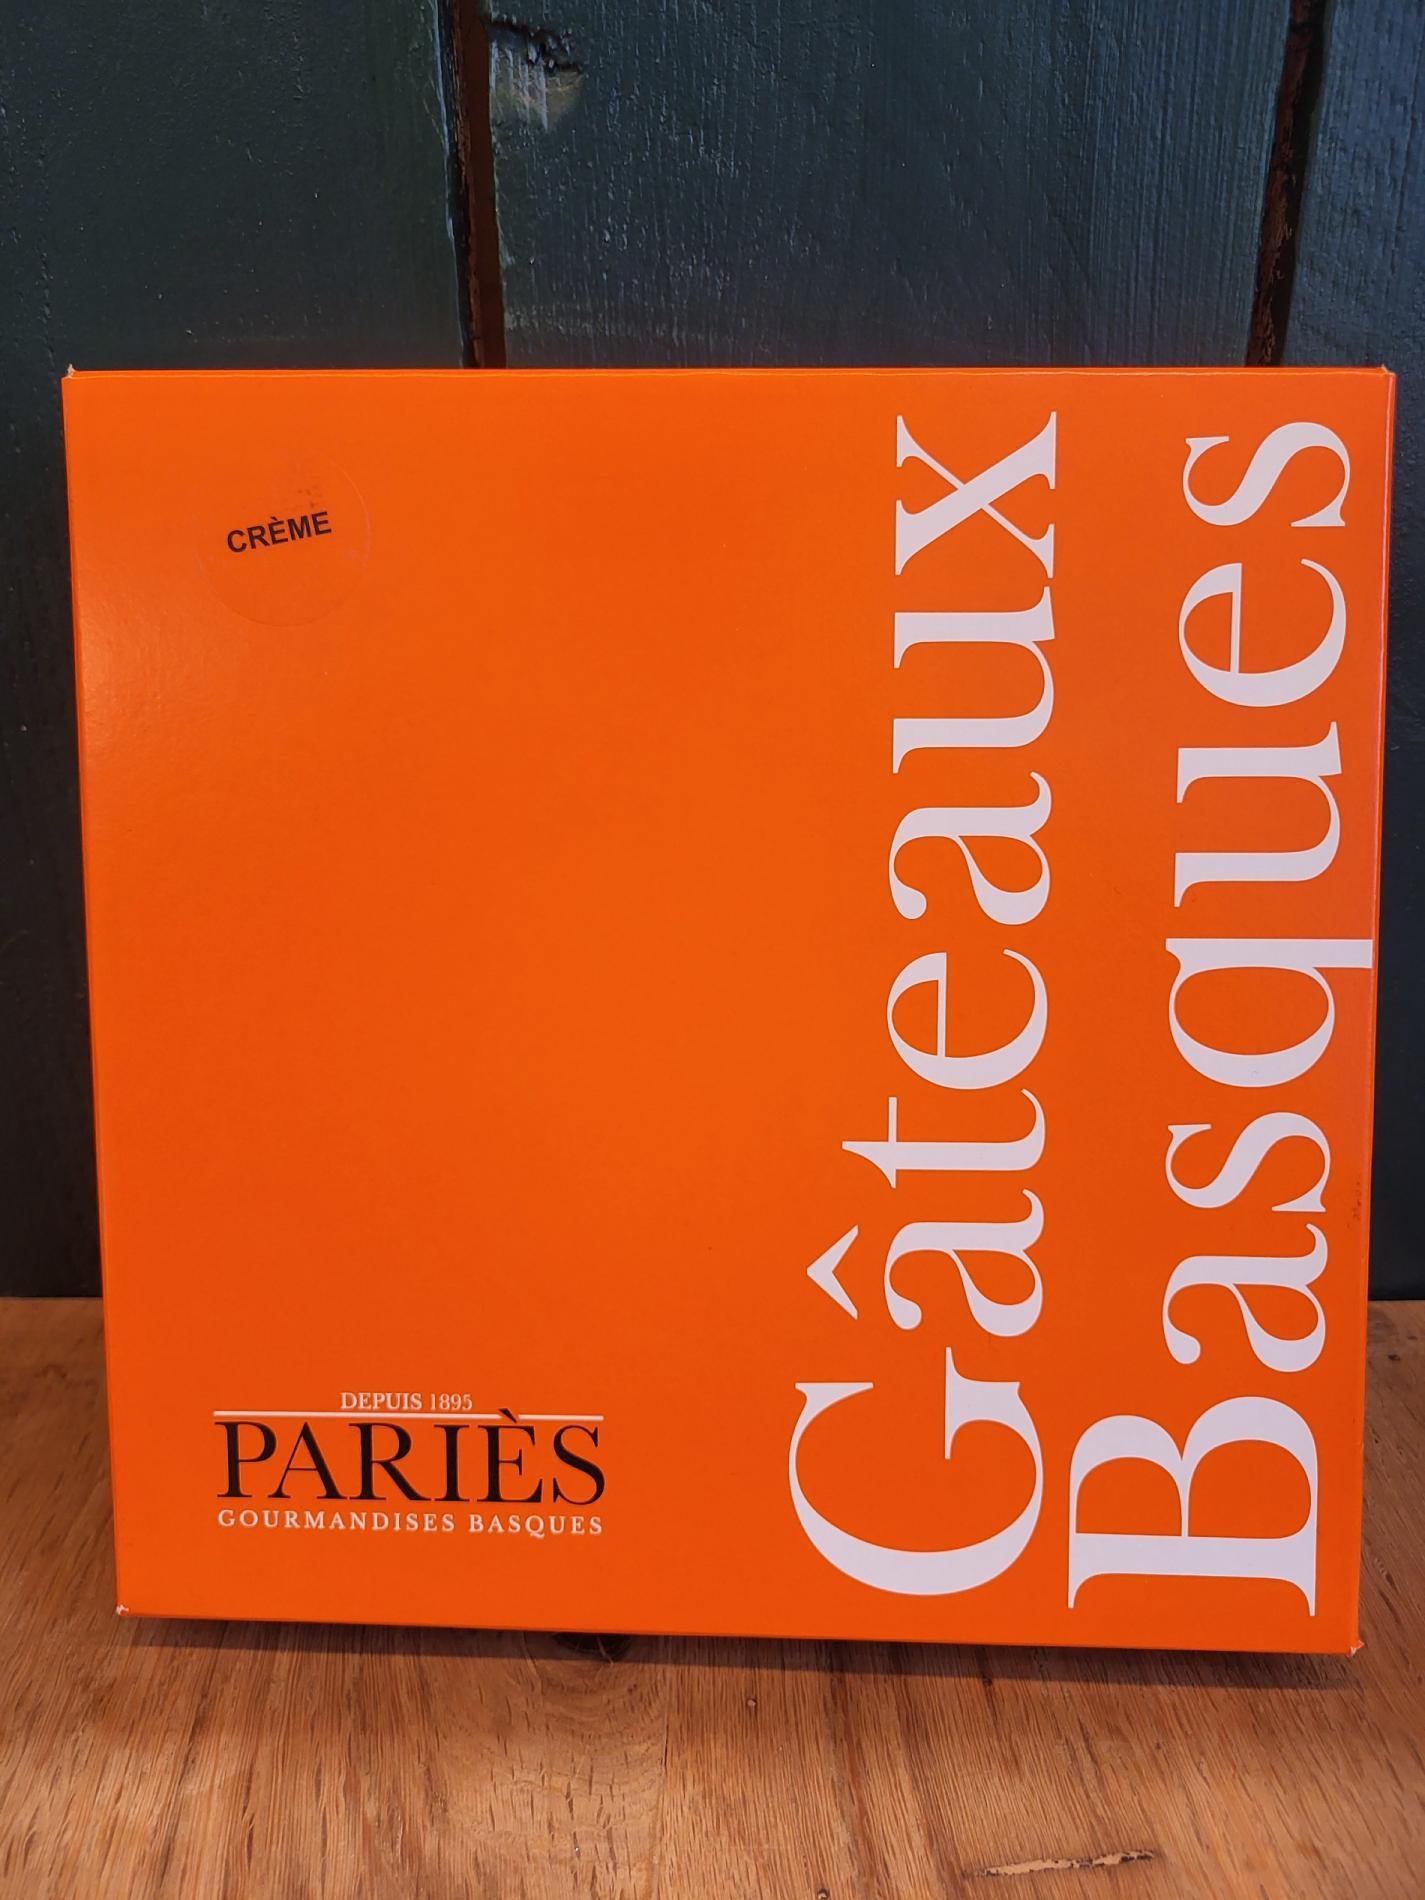 CRÈME
Gâteaux
Basques
DEPUIS 1895
PARIÈS
GOURMANDISES BASQUES